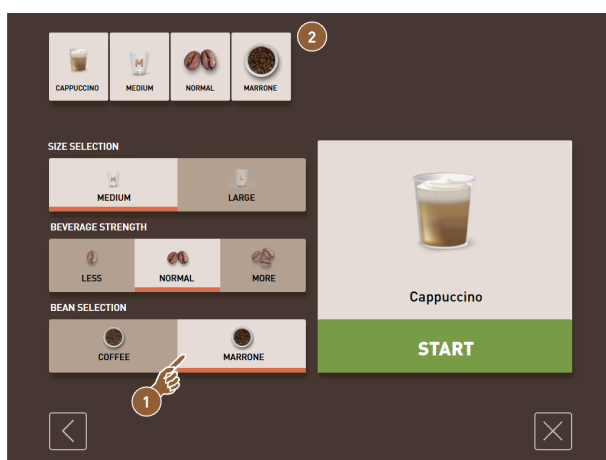 2
M
CAPPUCCINO MEDIUM NORMAL MARRONE
SIZE SELECTION
M L
MEDIUM LARGE
BEVERAGE STRENGTH
LESS NORMAL MORE
Cappuccino
BEAN SELECTION
COFFEE MARRONE
START
1